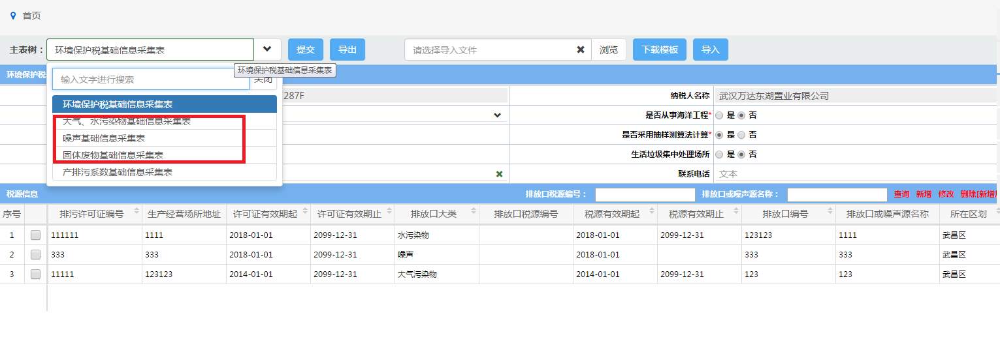 首页
主表树： 环境保护税基础信息采集表 提交 导出 请选择导入文件 浏览 下载模板 导入
环境保护税
环境保护税基础信息采集表
输入文字进行搜索 关闭
环境保护税基础信息采集表
大气、水污染物基础信息采集表
噪声基础信息采集表
固体废物基础信息采集表
产排污系数基础信息采集表
287F 纳税人名称 武汉万达东湖置业有限公司
是否从事海洋工程* 是 否
是否采用抽样测算法计算* 是 否
生活垃圾集中处理场所 是 否
联系电话 文本
税源信息 排放口税源编号： 排放口或噪声源名称： 查询 新增 修改 删除[新增
序号 排污许可证编号 生产经营场所地址 许可证有效期起 许可证有效期止 排放口大类 排放口税源编号 税源有效期起 税源有效期止 排放口编号 排放口或噪声源名称 所在区划
1 111111 1111 2018-01-01 2099-12-31 水污染物 2018-01-01 2099-12-31 123123 1111 武昌区
2 333 333 2018-01-01 2099-12-31 噪声 2018-01-01 333 333 武昌区
3 11111 123123 2014-01-01 2099-12-31 大气污染物 2014-01-01 2099-12-31 123 123 武昌区